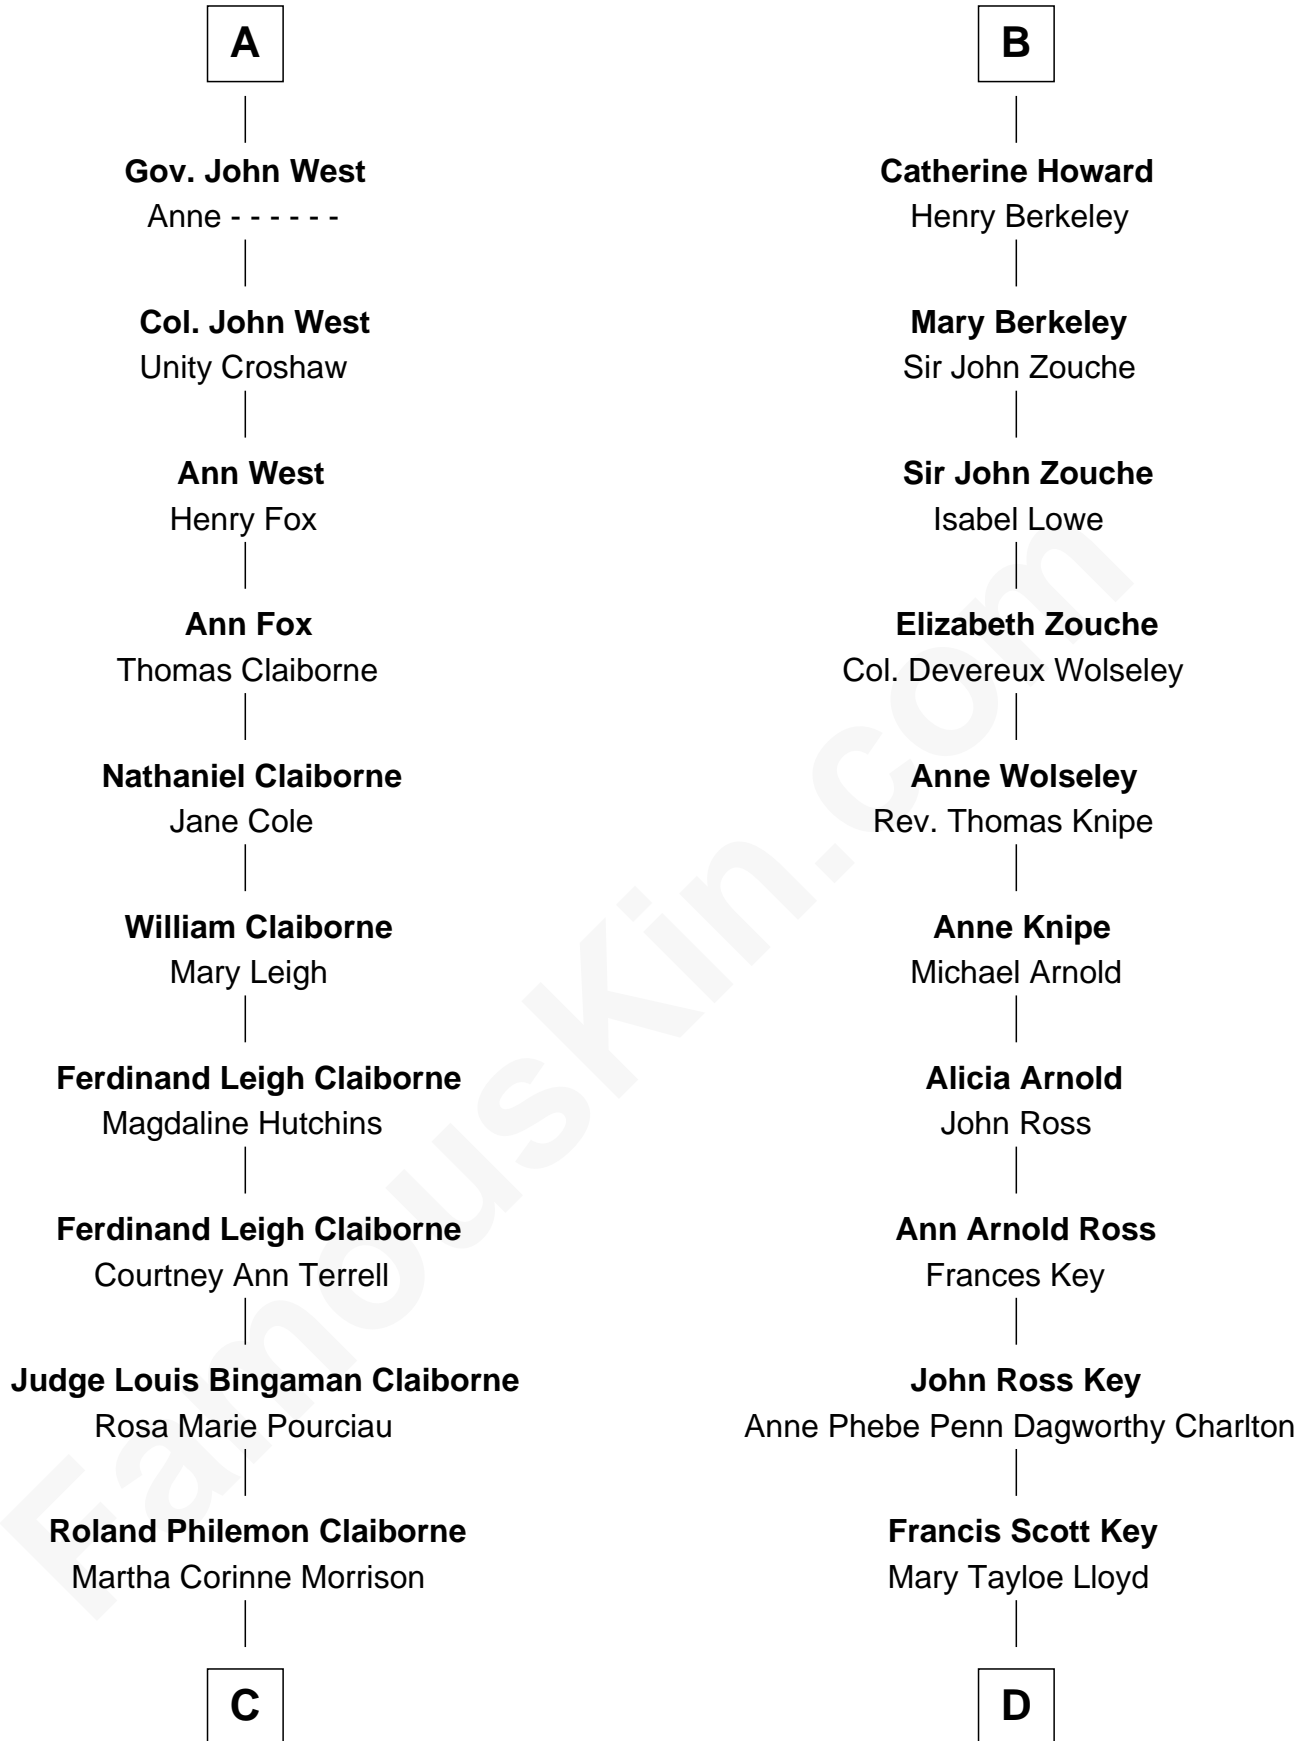 A
Gov. John West
Anne - - - - - -
Col. John West
Unity Croshaw
Ann West
Henry Fox
Ann Fox
Thomas Claiborne
Nathaniel Claiborne
Jane Cole
William Claiborne
Mary Leigh
Ferdinand Leigh Claiborne
Magdaline Hutchins
Ferdinand Leigh Claiborne
Courtney Ann Terrell
Judge Louis Bingaman Claiborne
Rosa Marie Pourciau
Roland Philemon Claiborne
Martha Corinne Morrison
C
B
Catherine Howard
Henry Berkeley
Mary Berkeley
Sir John Zouche
Sir John Zouche
Isabel Lowe
Elizabeth Zouche
Col. Devereux Wolseley
Anne Wolseley
Rev. Thomas Knipe
Anne Knipe
Michael Arnold
Alicia Arnold
John Ross
Ann Arnold Ross
Frances Key
John Ross Key
Anne Phebe Penn Dagworthy Charlton
Francis Scott Key
Mary Tayloe Lloyd
D
FamousKin.com